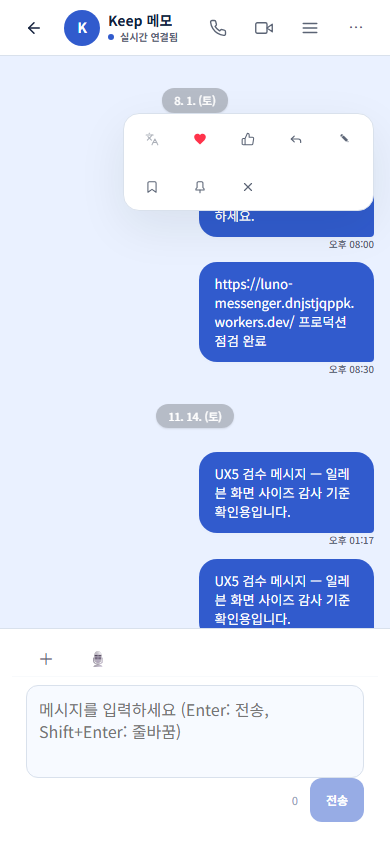 K
Keep 메모
실시간 연결됨
8. 1. (토)
하세요.
오후 08:00
https://luno-
messenger.dnjstjqppk.
workers.dev/ 프로덕션
점검 완료
오후 08:30
11. 14. (토)
UX5 검수 메시지 — 일레
븐 화면 사이즈 감사 기준
확인용입니다.
오후 01:17
UX5 검수 메시지 — 일레
븐 화면 사이즈 감사 기준
확인용입니다.
메시지를 입력하세요 (Enter: 전송,
Shift+Enter: 줄바꿈)
0
전송